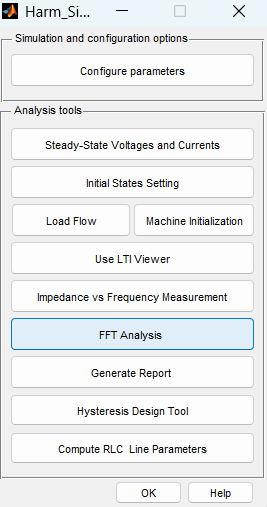 Harm_Si...
Simulation and configuration options
Configure parameters
Analysis tools
Steady-State Voltages and Currents
Initial States Setting
Load Flow
Machine Initialization
Use LTI Viewer
Impedance vs Frequency Measurement
FFT Analysis
Generate Report
Hysteresis Design Tool
Compute RLC Line Parameters
OK
Help